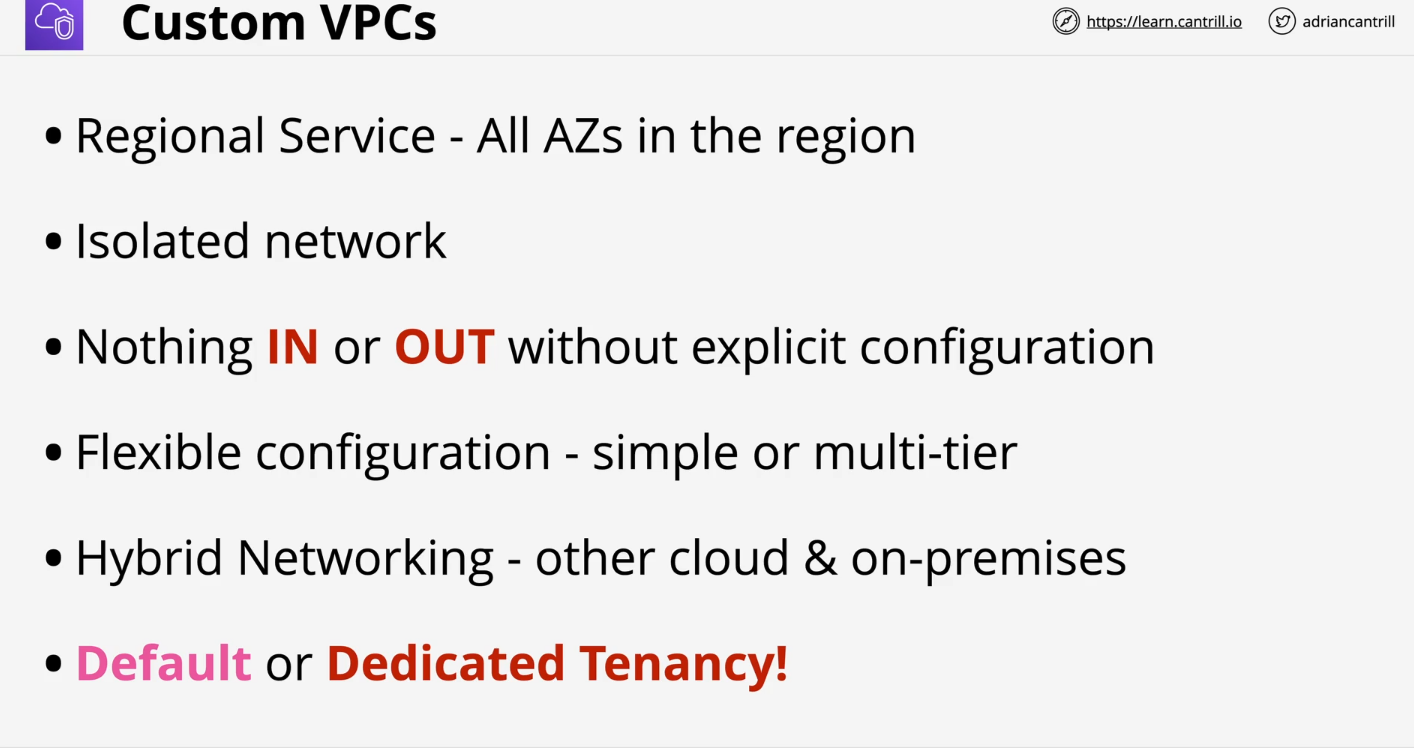 Custom VPCs
https://learn.cantrill.io
adriancantrill
• Regional Service - All AZs in the region
• Isolated network
• Nothing IN or OUT without explicit configuration
• Flexible configuration - simple or multi-tier
• Hybrid Networking - other cloud & on-premises
• Default or Dedicated Tenancy!